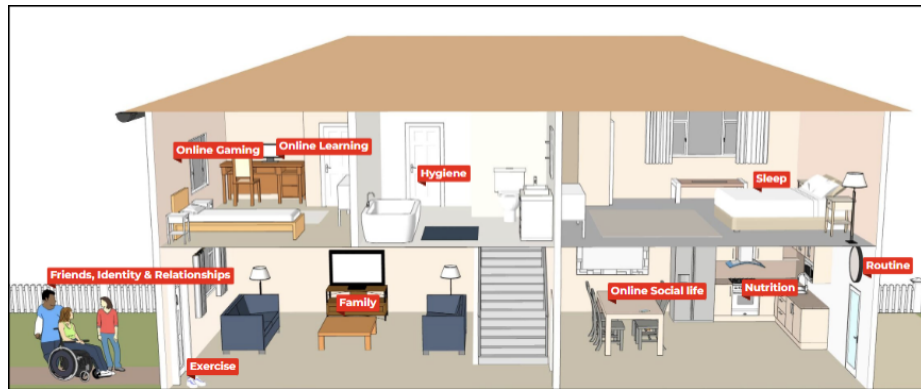 Online Gaming
Online Learning
Hygiene
Sleep
Friends, Identity & Relationships
Family
Online Social life
Nutrition
Routine
Exercise